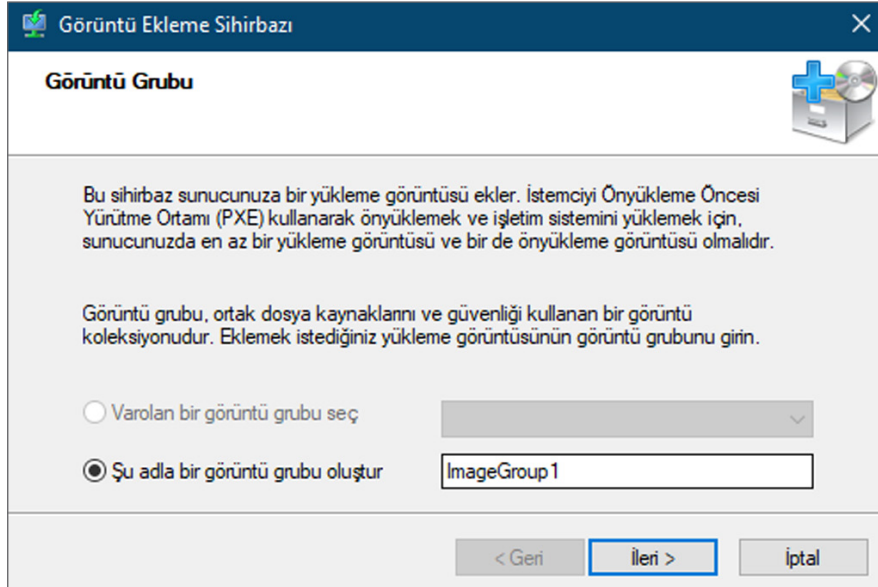 Görüntü Ekleme Sihirbazı
Görüntü Grubu
Bu sihirbaz sunucunuza bir yükleme görüntüsü ekler. İstemciyi Önyükleme Öncesi
Yürütme Ortamı (PXE) kullanarak önyüklemek ve işletim sistemini yüklemek için,
sunucunuzda en az bir yükleme görüntüsü ve bir de önyükleme görüntüsü olmalıdır.
Görüntü grubu, ortak dosya kaynaklarını ve güvenliği kullanan bir görüntü
koleksiyonudur. Eklemek istediğiniz yükleme görüntüsünün görüntü grubunu girin.
Varolan bir görüntü grubu seç
Şu adla bir görüntü grubu oluştur ImageGroup1
< Geri İleri > İptal